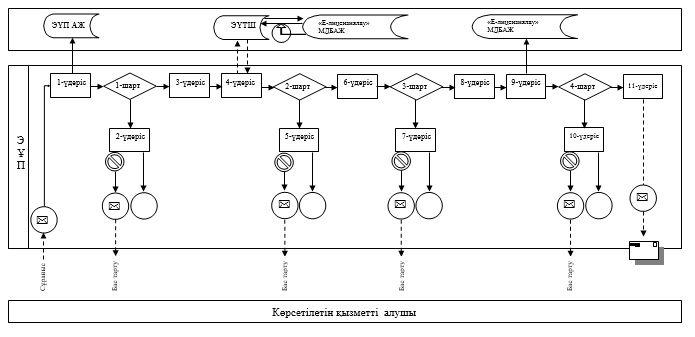 ЭҮП АЖ
ЭҮТШ
«Е-лицензиялау»
МДБАЖ
«Е-лицензиялау»
МДБАЖ
1-үдеріс
1-шарт
3-үдеріс
4-үдеріс
2-шарт
6-үдеріс
3-шарт
8-үдеріс
9-үдеріс
4-шарт
11-үдеріс
2-үдеріс
5-үдеріс
7-үдеріс
10-үдеріс
Э
Ұ
П
Сұраныс
Бас тарту
Бас тарту
Бас тарту
Бас тарту
Көрсетілетін қызметті алушы